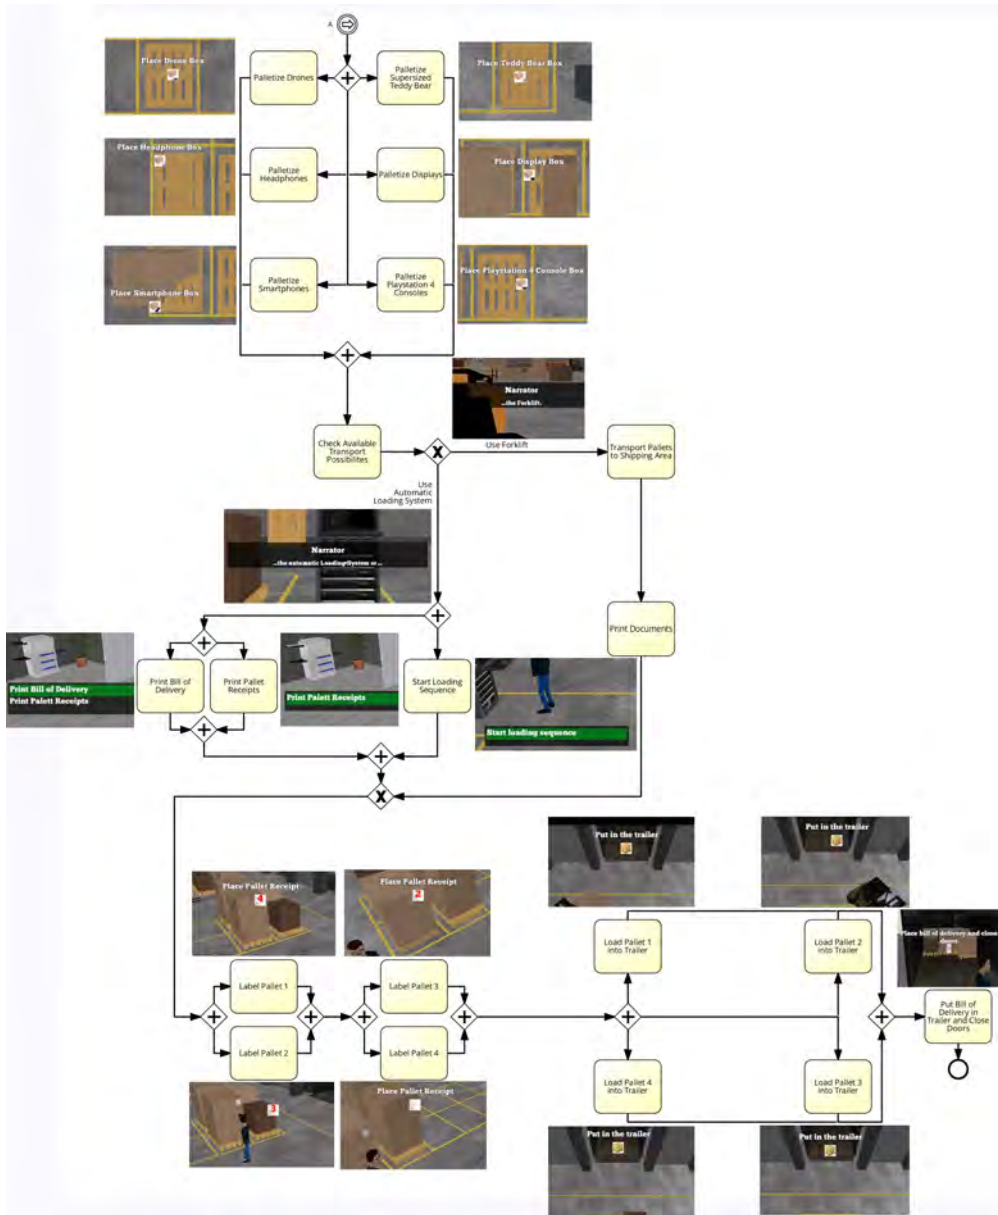 A
Place Drone Box
Palletize Drones
Palletize
Supersized
Teddy Bear
Place Teddy Bear Box
Place Headphone Box
Palletize
Headphones
Palletize Displays
Place Display Box
Place Smartphone Box
Palletize
Smartphones
Palletize
Playstation 4
Consoles
Place Playstation 4 Console Box
Narrator
...the Forklift.
Check Available
Transport
Possibilites
X
Use Forklift
Transport Pallets
to Shipping Area
Use
Automatic
Loading System
Narrator
...the automatic LoadingSystem or ...
Print Documents
Print Bill of Delivery
Print Palett Receipts
Print Bill of
Delivery
Print Pallet
Receipts
Print Palett Receipts
Start Loading
Sequence
Start loading sequence
X
Put in the trailer
Put in the trailer
Place Pallet Receipt
4
Place Pallet Receipt
2
Place bill of delivery and close
doors
Load Pallet 1
into Trailer
Load Pallet 2
into Trailer
Label Pallet 1
Label Pallet 3
Put Bill of
Delivery in
Trailer and Close
Doors
Label Pallet 2
Label Pallet 4
Load Pallet 4
into Trailer
Load Pallet 3
into Trailer
3
Place Pallet Receipt
Put in the trailer
Put in the trailer